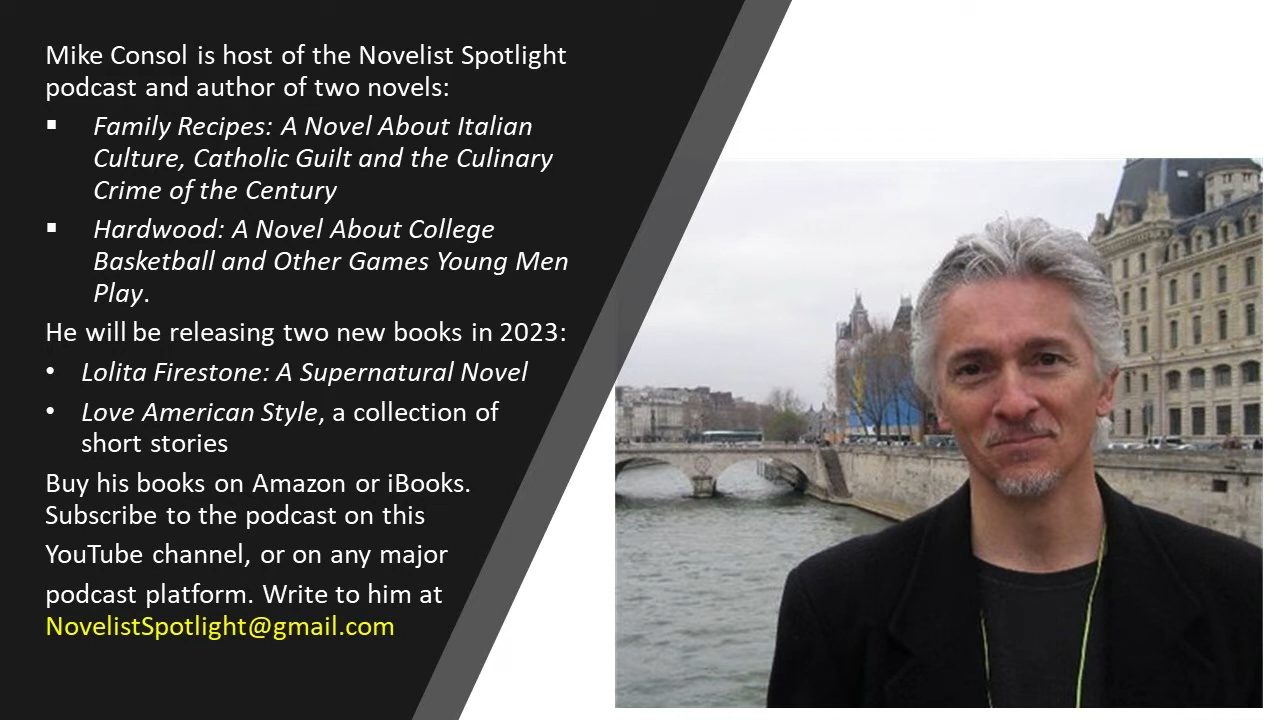 Mike Consol is host of the Novelist Spotlight
podcast and author of two novels:
▪ Family Recipes: A Novel About Italian
Culture, Catholic Guilt and the Culinary
Crime of the Century
▪ Hardwood: A Novel About College
Basketball and Other Games Young Men
Play.
He will be releasing two new books in 2023:
• Lolita Firestone: A Supernatural Novel
• Love American Style, a collection of
short stories
Buy his books on Amazon or iBooks.
Subscribe to the podcast on this
YouTube channel, or on any major
podcast platform. Write to him at
NovelistSpotlight@gmail.com